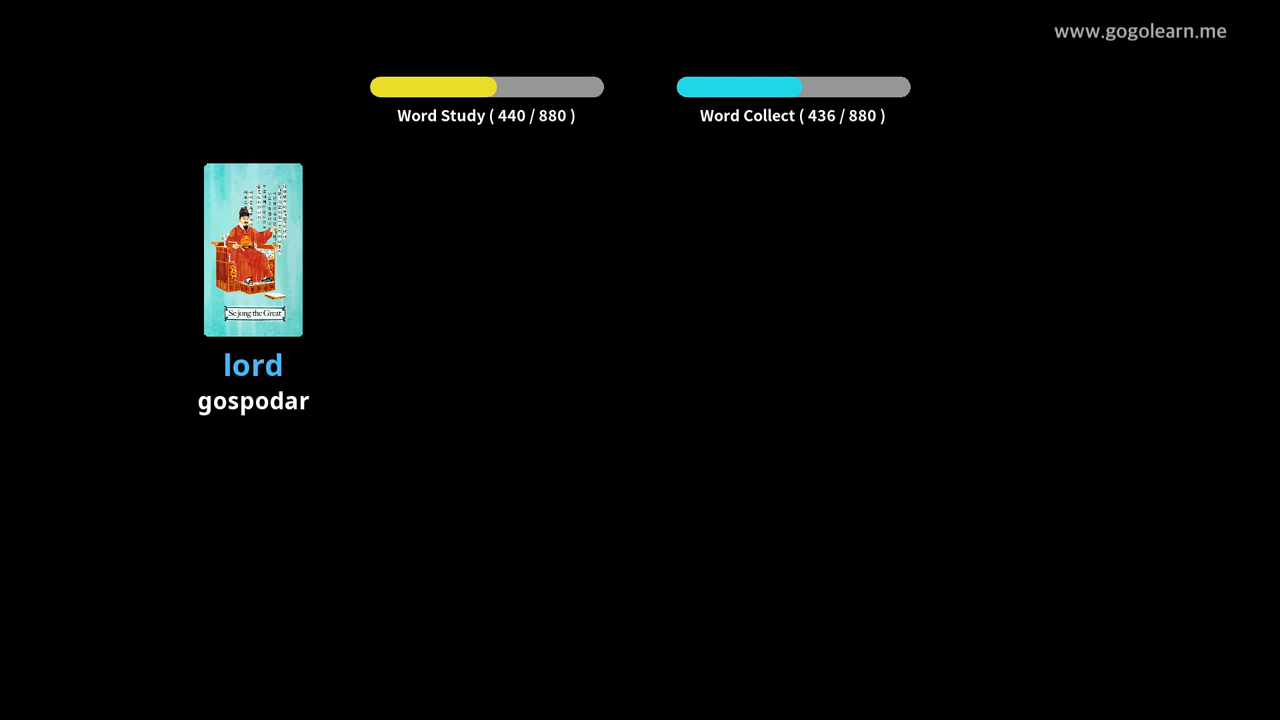 www.gogolearn.me
Word Study ( 440 / 880 )
Word Collect ( 436 / 880 )
Se jong the Great
lord
gospodar